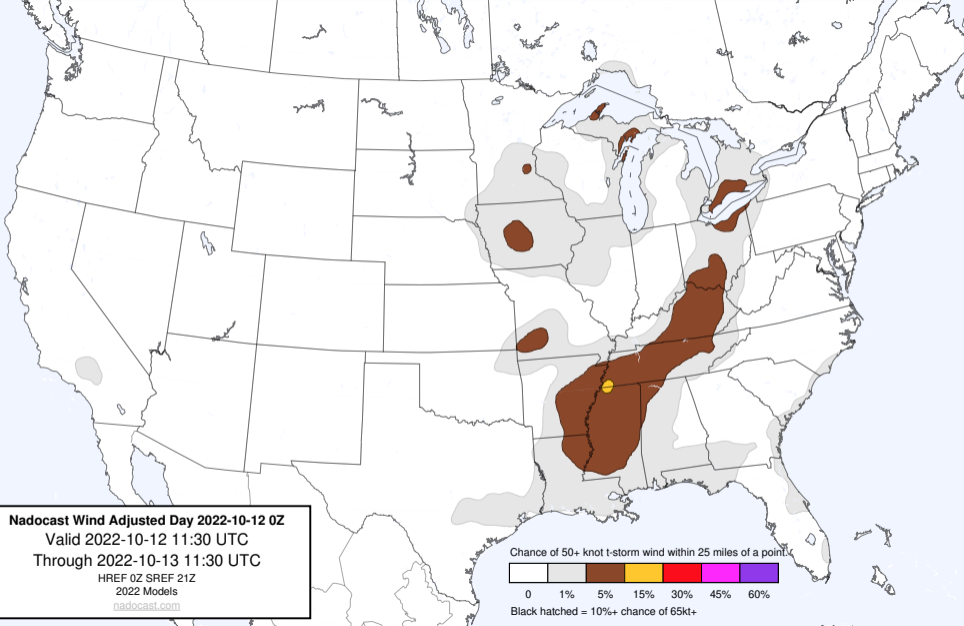 Nadocast Wind Adjusted Day 2022-10-12 0Z
Valid 2022-10-12 11:30 UTC
Through 2022-10-13 11:30 UTC
HREF 0Z SREF 21Z
2022 Models
nadocast.com
Chance of 50+ knot t-storm wind within 25 miles of a point.
0 1% 5% 15% 30% 45% 60%
Black hatched = 10%+ chance of 65kt+